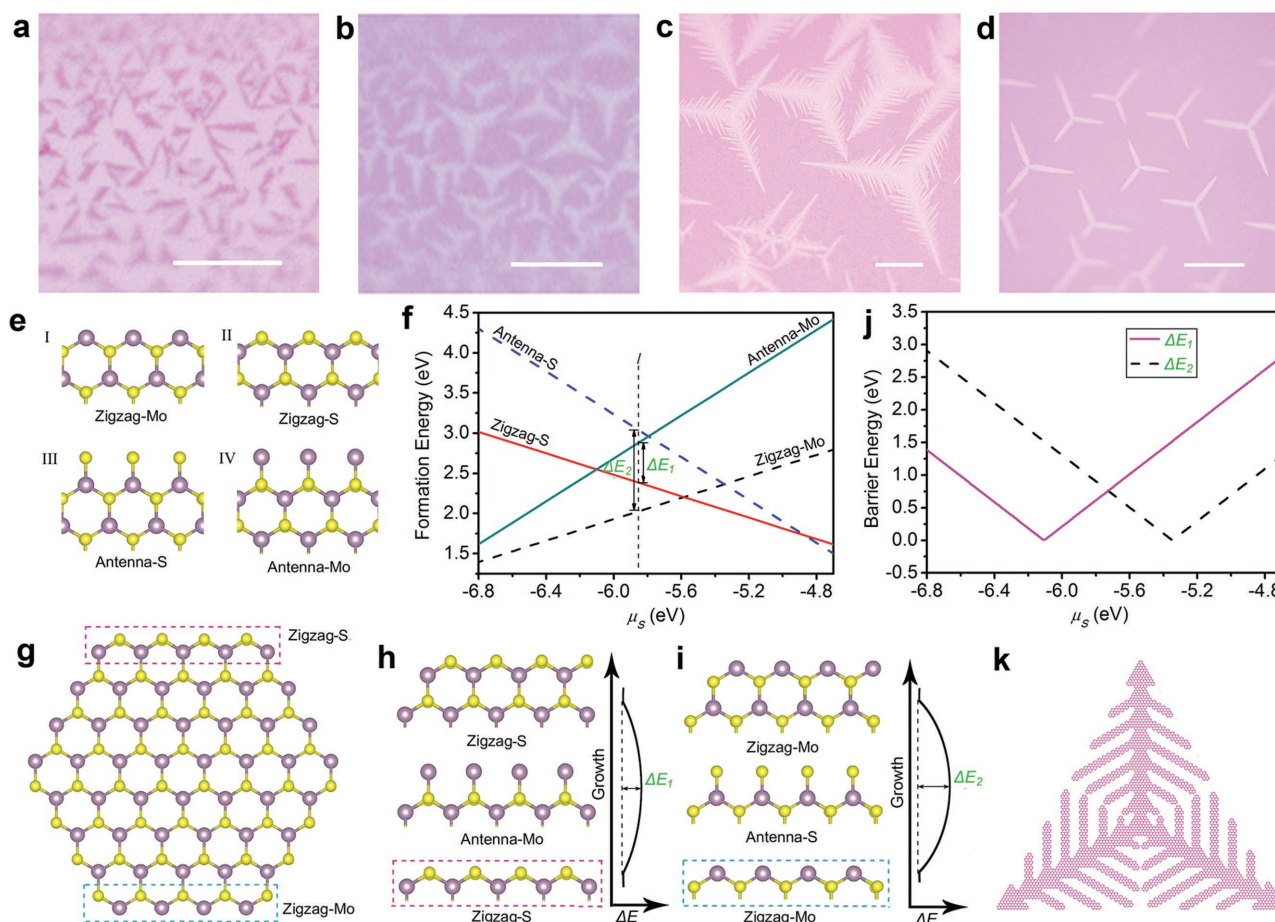 a
b
c
d
e
I
II
Zigzag-Mo
Zigzag-S
III
IV
Antenna-S
Antenna-Mo
f
4.5
4.0
3.5
3.0
2.5
2.0
1.5
Formation Energy (eV)
Antenna-S
Antenna-Mo
Zigzag-S
Zigzag-Mo
l
ΔE2
ΔE1
-6.8
-6.4
-6.0
-5.6
-5.2
-4.8
μS (eV)
j
3.5
3.0
2.5
2.0
1.5
1.0
0.5
0.0
-0.5
Barrier Energy (eV)
ΔE1
ΔE2
-6.8
-6.4
-6.0
-5.6
-5.2
-4.8
μS (eV)
g
Zigzag-S
Zigzag-Mo
h
Zigzag-S
Antenna-Mo
Zigzag-S
Growth
ΔE1
ΔE
i
Zigzag-Mo
Antenna-S
Zigzag-Mo
Growth
ΔE2
ΔE
k